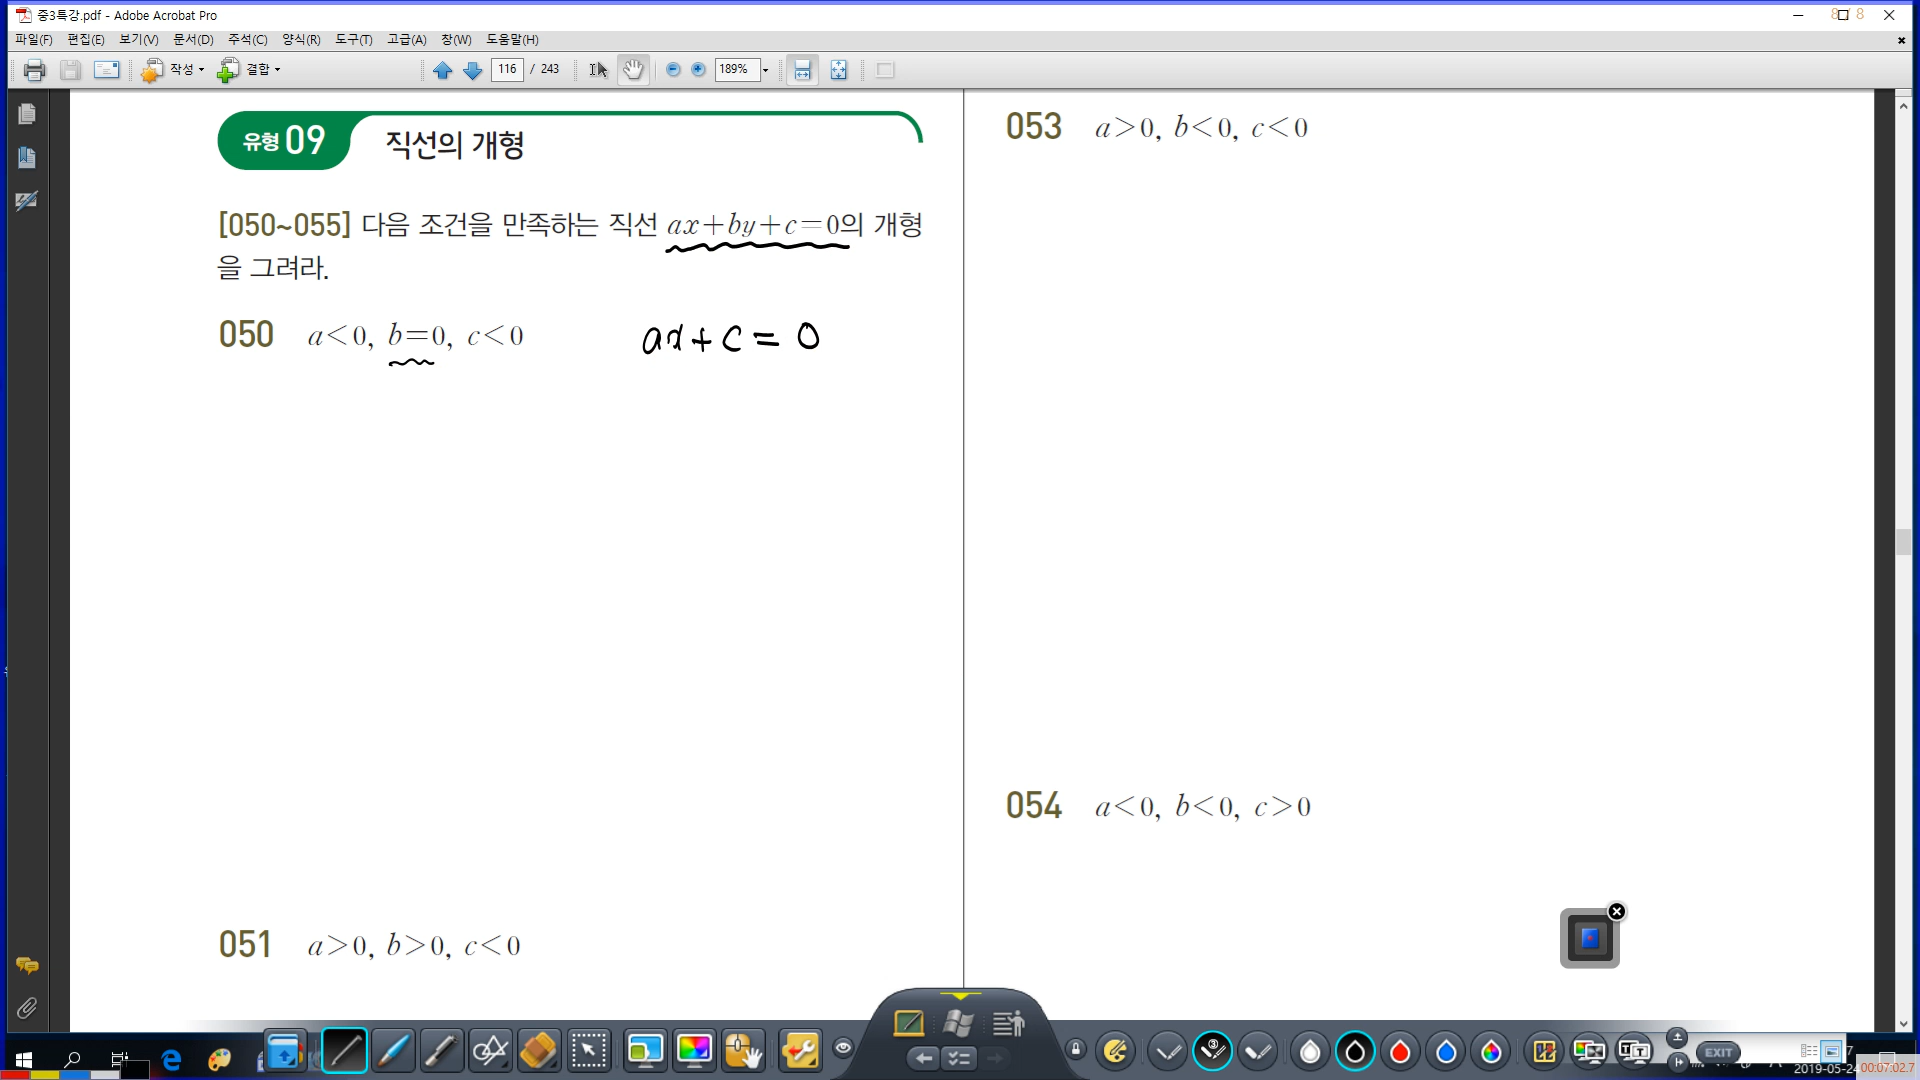 중3특강.pdf - Adobe Acrobat Pro
8 / 8
파일(F) 편집(E) 보기(V) 문서(D) 주석(C) 양식(R) 도구(T) 고급(A) 창(W) 도움말(H)
작성 결합 116 / 243 189%
유형 09 직선의 개형
[050~055] 다음 조건을 만족하는 직선 ax+by+c=0의 개형
을 그려라.
050 a<0, b=0, c<0
ax+c=0
051 a>0, b>0, c<0
053 a>0, b<0, c<0
054 a<0, b<0, c>0
EXIT
2019-05-24
00:07:02.7